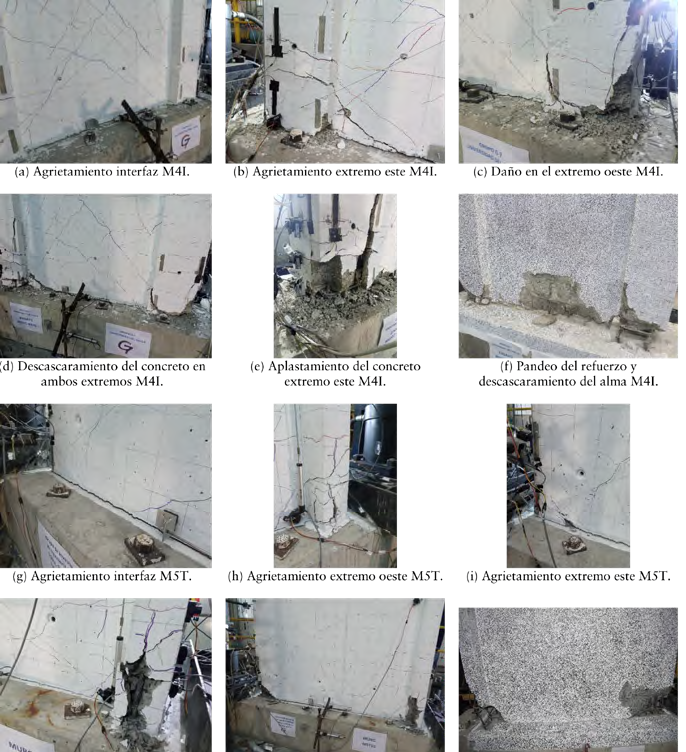 G
(a) Agrietamiento interfaz M4I.
(b) Agrietamiento extremo este M4I.
(c) Daño en el extremo oeste M4I.
G
(d) Descascaramiento del concreto en
ambos extremos M4I.
(e) Aplastamiento del concreto
extremo este M4I.
(f) Pandeo del refuerzo y
descascaramiento del alma M4I.
(g) Agrietamiento interfaz M5T.
(h) Agrietamiento extremo oeste M5T.
(i) Agrietamiento extremo este M5T.
MURO